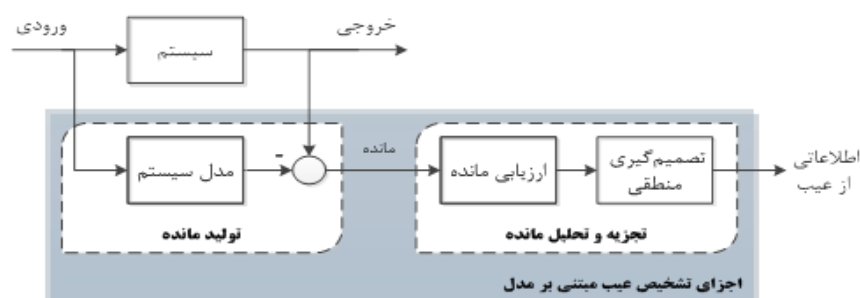 ورودی
سیستم
خروجی
مدل سیستم
-
مانده
ارزیابی مانده
تصمیم‌گیری
منطقی
اطلاعاتی
از عیب
تولید مانده
تجزیه و تحلیل مانده
اجزای تشخیص عیب مبتنی بر مدل